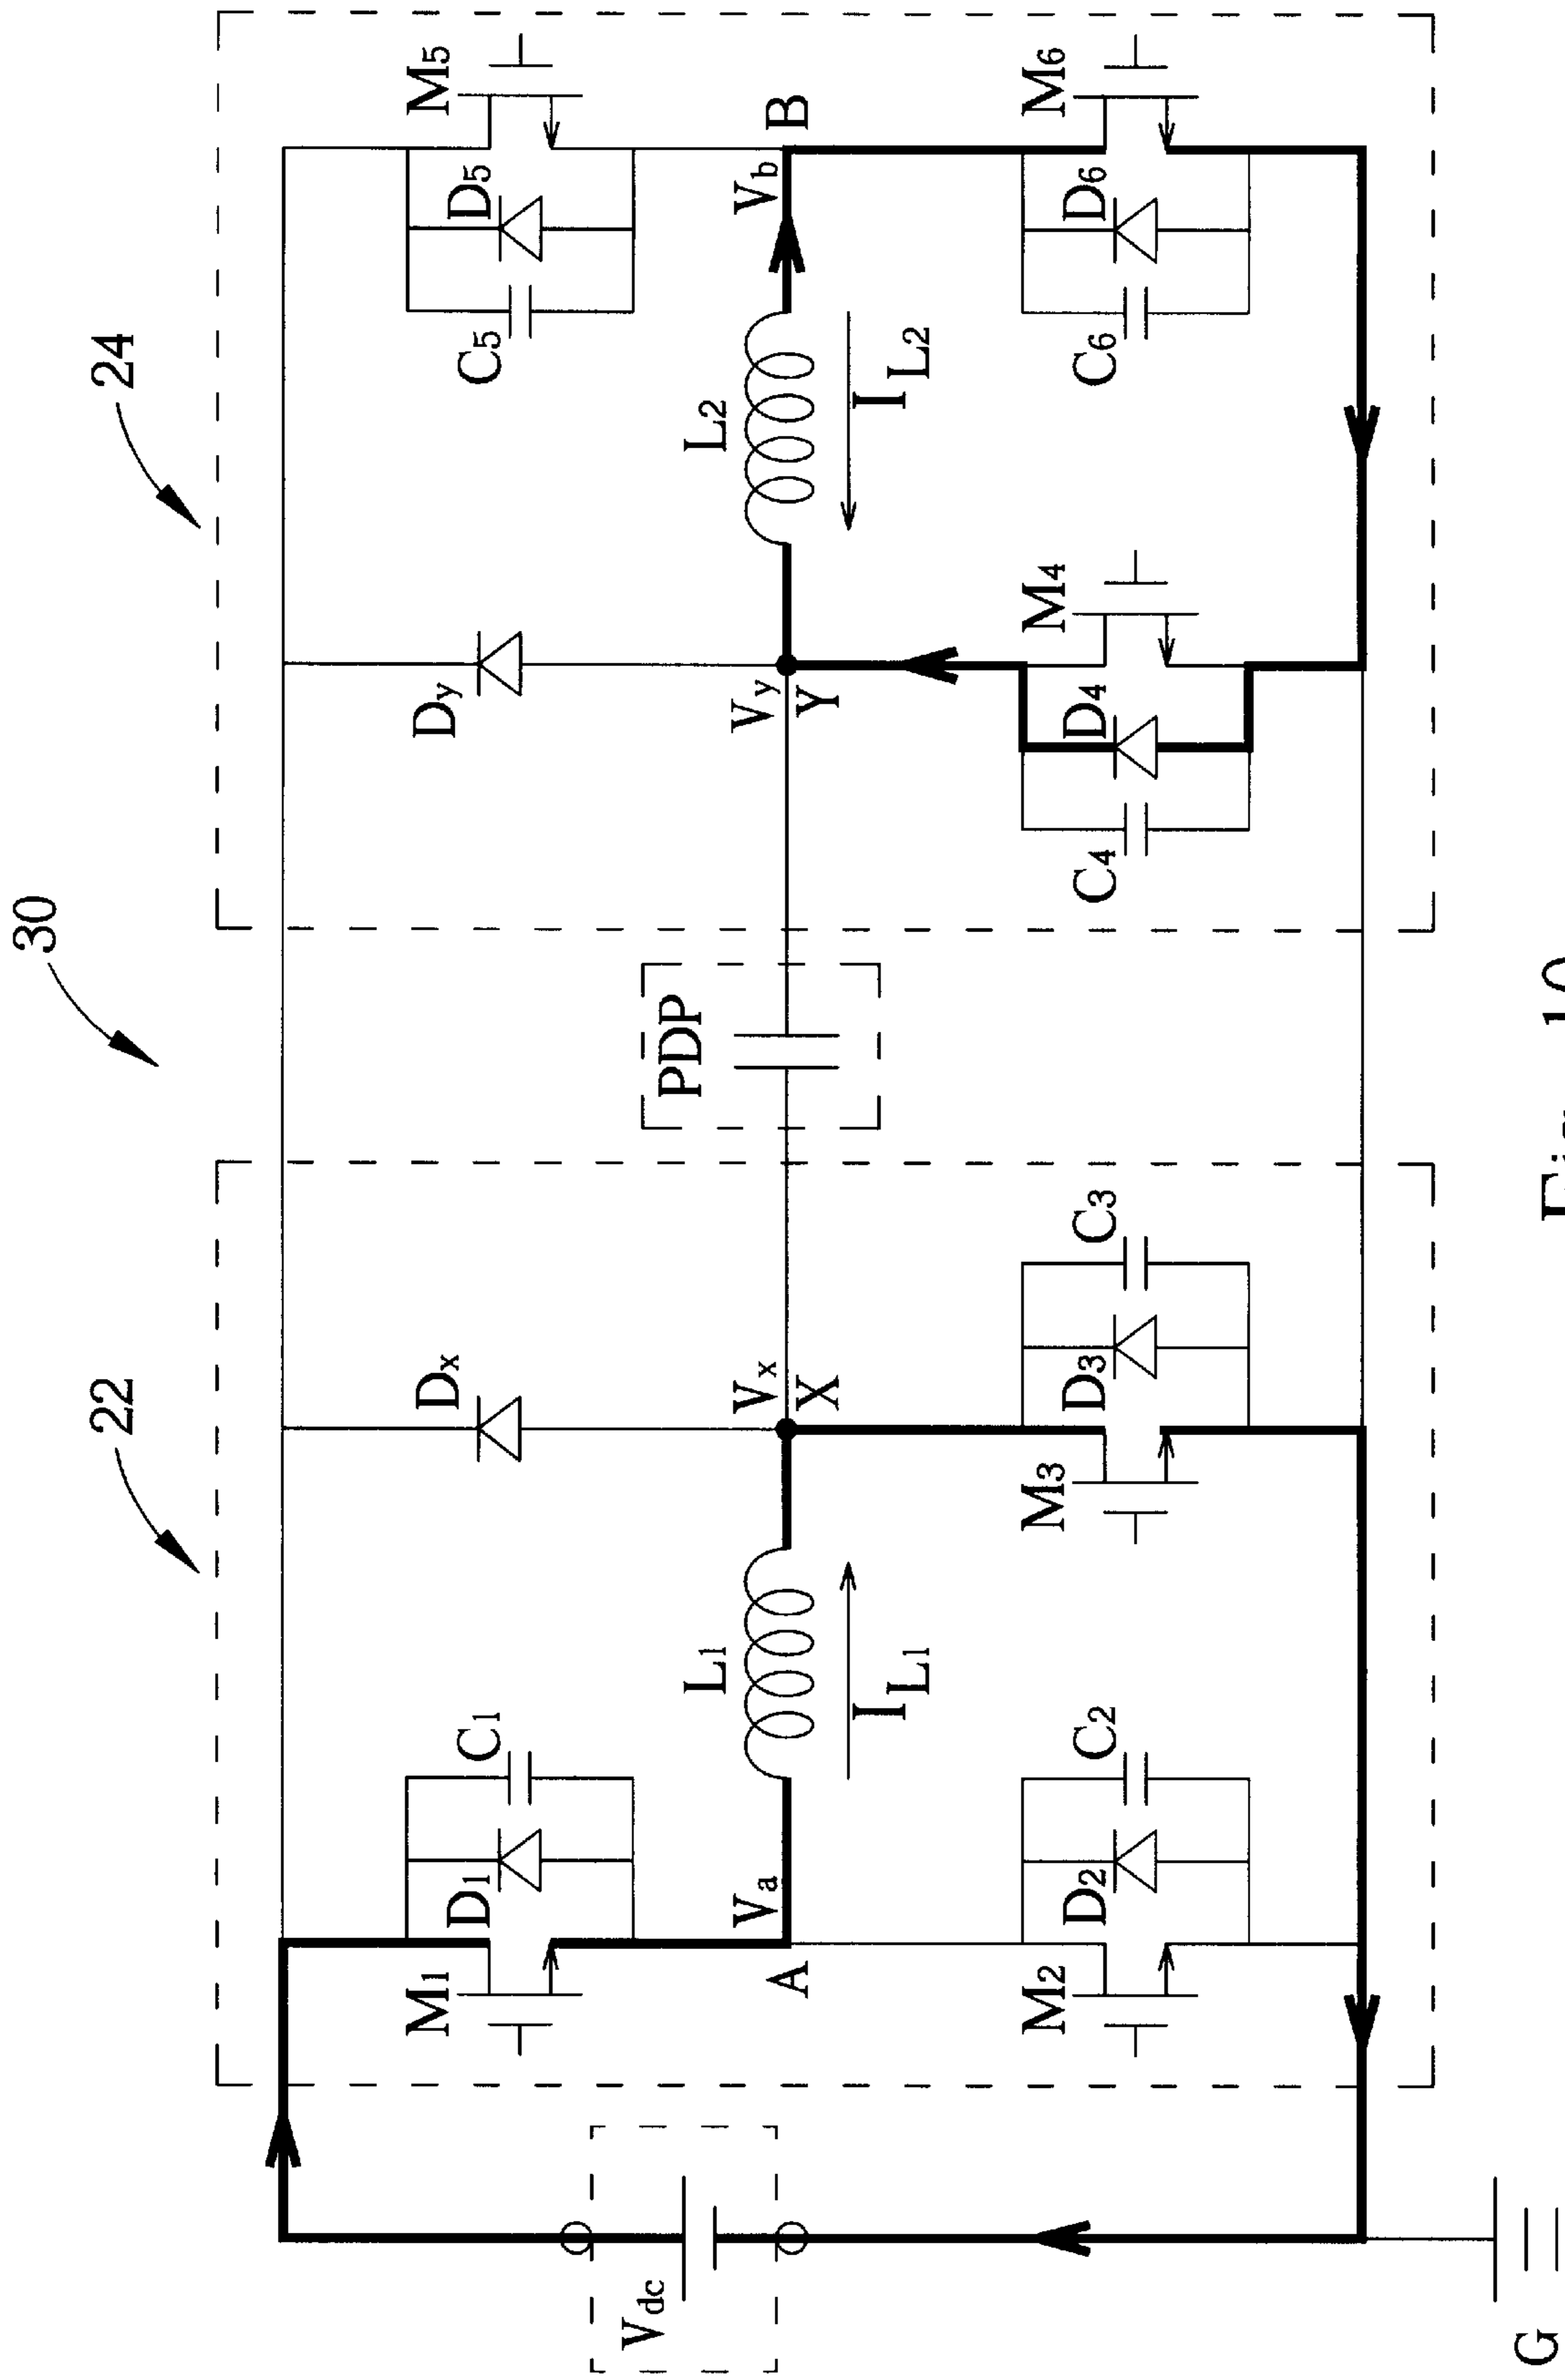 30
22
24
Dx
Dy
M1
D1
C1
C5
D5
M5
PDP
Vdc
Va
A
L1
IL1
Vx
X
Vy
Y
L2
IL2
Vb
B
M2
D2
C2
M3
D3
C3
C4
D4
M4
C6
D6
M6
G